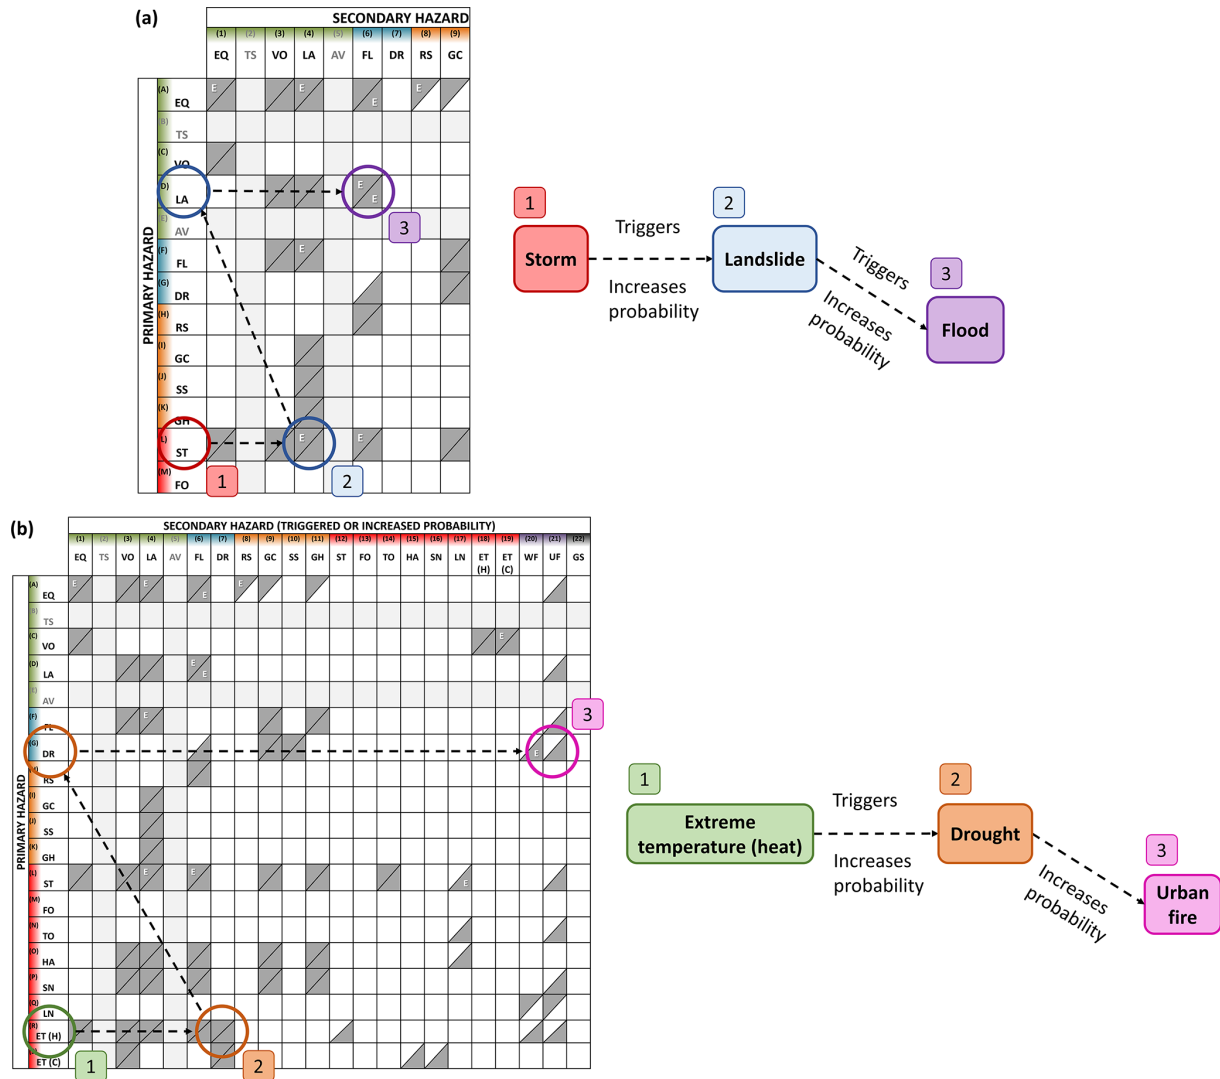 (a)
SECONDARY HAZARD
(1) (2) (3) (4) (5) (6) (7) (8) (9)
EQ TS VO LA AV FL DR RS GC
PRIMARY HAZARD
(A) EQ E E E E E
(B) TS
(C) VO
(D) LA E E
(E) AV
(F) FL E
(G) DR
(H) RS
(I) GC
(J) SS
(K) GH
(L) ST E E
(M) FO
1
2
3
1
Storm
Triggers
Increases
probability
2
Landslide
Triggers
Increases
probability
3
Flood
(b)
SECONDARY HAZARD (TRIGGERED OR INCREASED PROBABILITY)
(1) (2) (3) (4) (5) (6) (7) (8) (9) (10) (11) (12) (13) (14) (15) (16) (17) (18) (19) (20) (21) (22)
EQ TS VO LA AV FL DR RS GC SS GH ST FO TO HA SN LN ET (H) ET (C) WF UF GS
PRIMARY HAZARD
(A) EQ E E E E
(B) TS
(C) VO E
(D) LA E E
(E) AV
(F) FL E
(G) DR E
RS
(I) GC
(J) SS
(K) GH
(L) ST E E E
(M) FO
(N) TO
(O) HA
(P) SN
(Q) LN
(R) ET (H)
ET (C)
1
2
3
1
Extreme
temperature (heat)
Triggers
Increases
probability
2
Drought
Increases
probability
3
Urban
fire